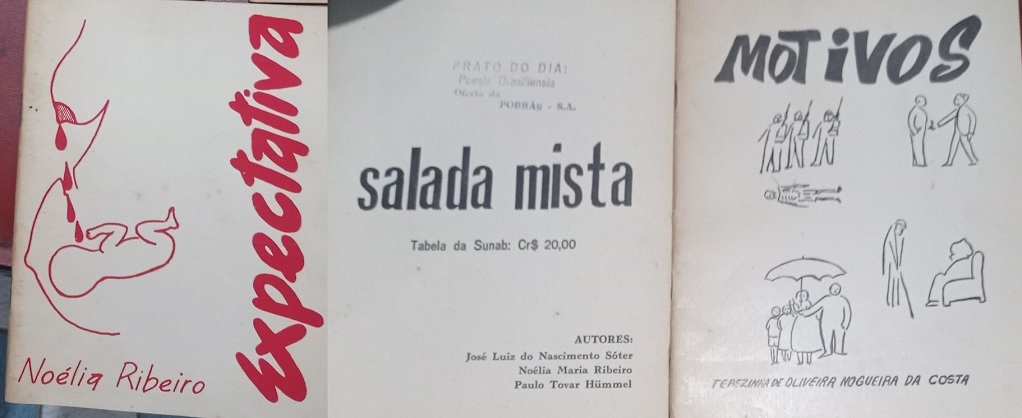 Expectativa
Noélia Ribeiro
PRATO DO DIA:
Poesia Brasiliensis
Oferta da
POBRÁS - S.A.
salada mista
Tabela da Sunab: Cr$ 20,00
AUTORES:
José Luiz do Nascimento Sóter
Noélia Maria Ribeiro
Paulo Tovar Hümmel
MOTIVOS
TEREZINHA DE OLIVEIRA NOGUEIRA DA COSTA